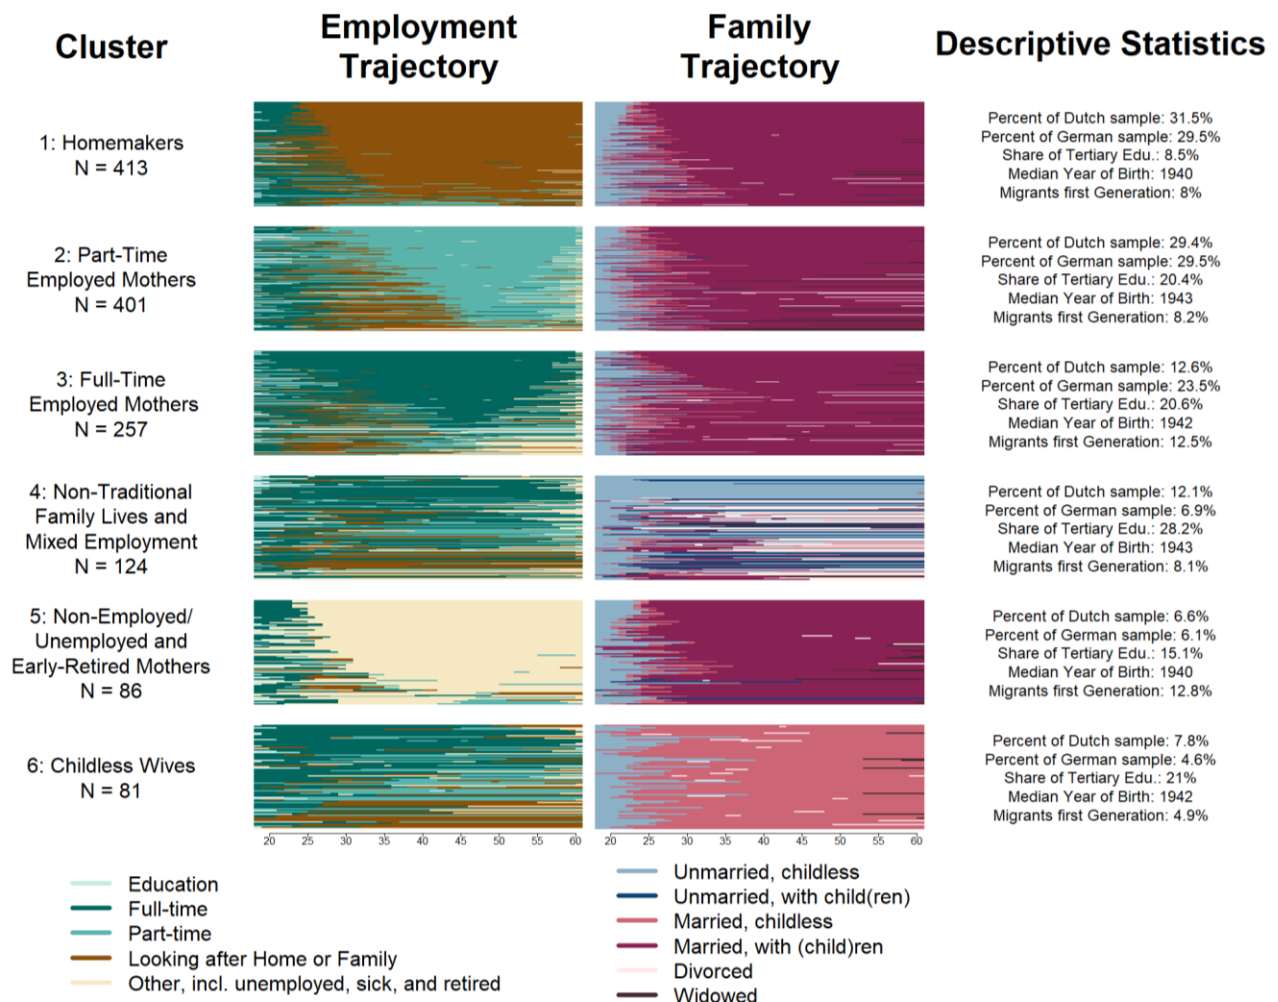 Cluster
Employment
Trajectory
Family
Trajectory
Descriptive Statistics
1: Homemakers
N = 413
Percent of Dutch sample: 31.5%
Percent of German sample: 29.5%
Share of Tertiary Edu.: 8.5%
Median Year of Birth: 1940
Migrants first Generation: 8%
2: Part-Time
Employed Mothers
N = 401
Percent of Dutch sample: 29.4%
Percent of German sample: 29.5%
Share of Tertiary Edu.: 20.4%
Median Year of Birth: 1943
Migrants first Generation: 8.2%
3: Full-Time
Employed Mothers
N = 257
Percent of Dutch sample: 12.6%
Percent of German sample: 23.5%
Share of Tertiary Edu.: 20.6%
Median Year of Birth: 1942
Migrants first Generation: 12.5%
4: Non-Traditional
Family Lives and
Mixed Employment
N = 124
Percent of Dutch sample: 12.1%
Percent of German sample: 6.9%
Share of Tertiary Edu.: 28.2%
Median Year of Birth: 1943
Migrants first Generation: 8.1%
5: Non-Employed/
Unemployed and
Early-Retired Mothers
N = 86
Percent of Dutch sample: 6.6%
Percent of German sample: 6.1%
Share of Tertiary Edu.: 15.1%
Median Year of Birth: 1940
Migrants first Generation: 12.8%
6: Childless Wives
N = 81
Percent of Dutch sample: 7.8%
Percent of German sample: 4.6%
Share of Tertiary Edu.: 21%
Median Year of Birth: 1942
Migrants first Generation: 4.9%
20 25 30 35 40 45 50 55 60
20 25 30 35 40 45 50 55 60
Education
Full-time
Part-time
Looking after Home or Family
Other, incl. unemployed, sick, and retired
Unmarried, childless
Unmarried, with child(ren)
Married, childless
Married, with (child)ren
Divorced
Widowed